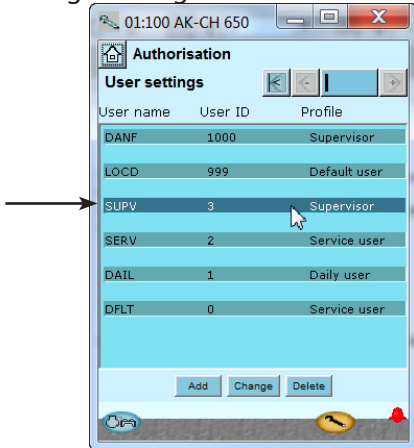 01:100 AK-CH 650
Authorisation
User settings
User name User ID Profile
DANF 1000 Supervisor
LOCD 999 Default user
SUPV 3 Supervisor
SERV 2 Service user
DAIL 1 Daily user
DFLT 0 Service user
Add Change Delete